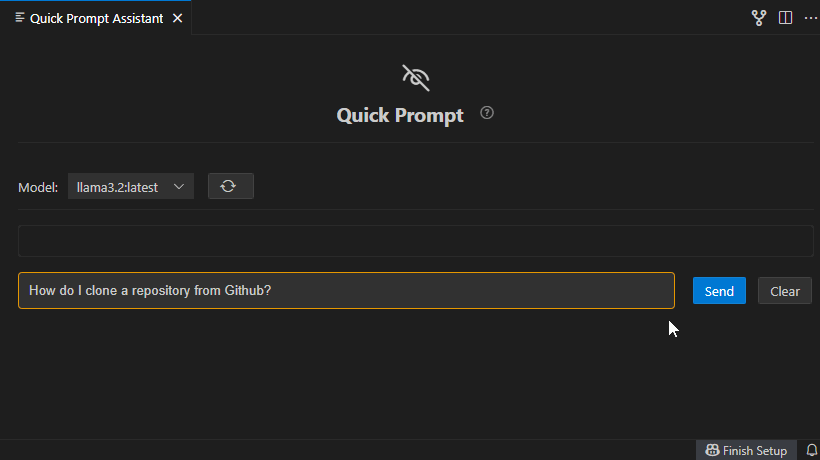 Quick Prompt Assistant
Quick Prompt
Model: llama3.2:latest
How do I clone a repository from Github?
Send
Clear
Finish Setup